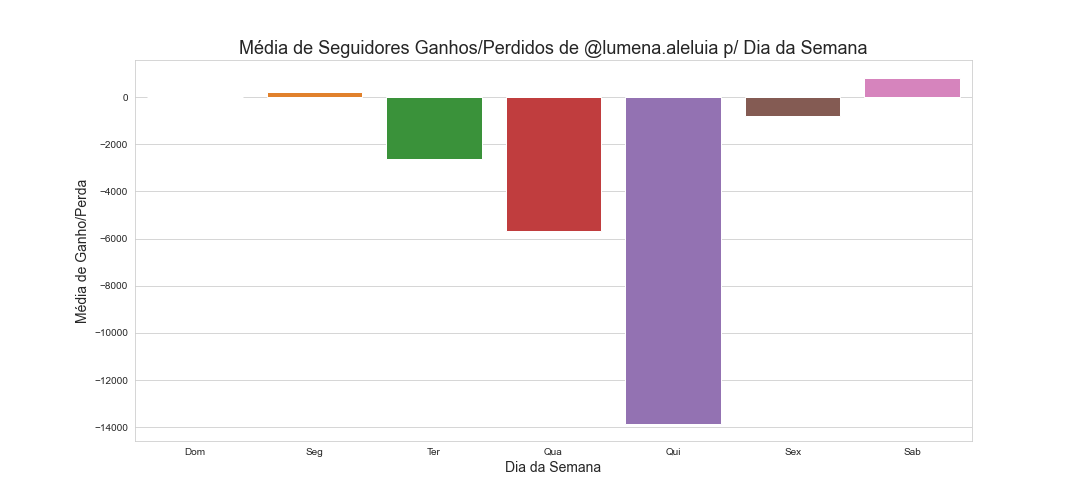 Média de Seguidores Ganhos/Perdidos de @lumena.aleluia p/ Dia da Semana
Média de Ganho/Perda
0
−2000
−4000
−6000
−8000
−10000
−12000
−14000
Dom Seg Ter Qua Qui Sex Sab
Dia da Semana